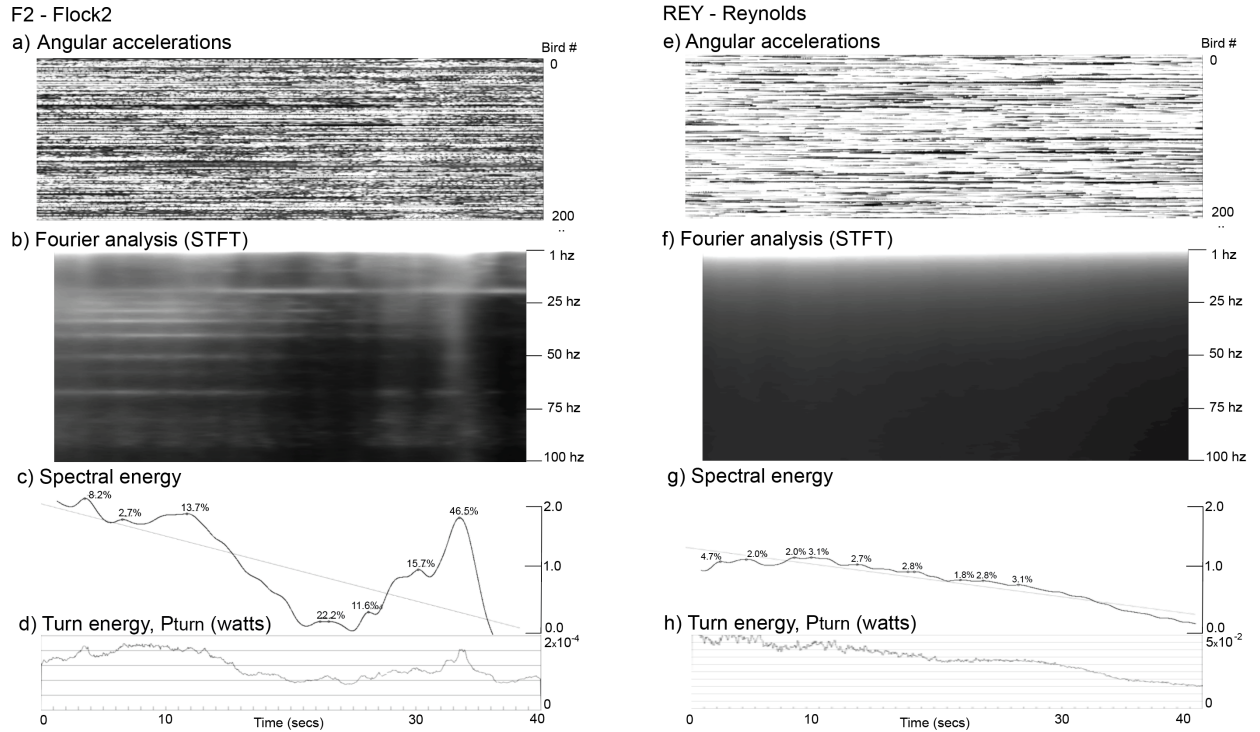 F2 - Flock2
a) Angular accelerations
Bird #
0
200
..
b) Fourier analysis (STFT)
1 hz
25 hz
50 hz
75 hz
100 hz
c) Spectral energy
8.2%
2.7%
13.7%
22.2%
11.6%
15.7%
46.5%
2.0
1.0
0.0
d) Turn energy, Pturn (watts)
2x10-4
0
0 10 30 40
Time (secs)
REY - Reynolds
e) Angular accelerations
Bird #
0
200
..
f) Fourier analysis (STFT)
1 hz
25 hz
50 hz
75 hz
100 hz
g) Spectral energy
4.7%
2.0%
2.0% 3.1%
2.7%
2.8%
1.8% 2.8%
3.1%
2.0
1.0
0.0
h) Turn energy, Pturn (watts)
5x10-2
0
0 10 30 40
Time (secs)